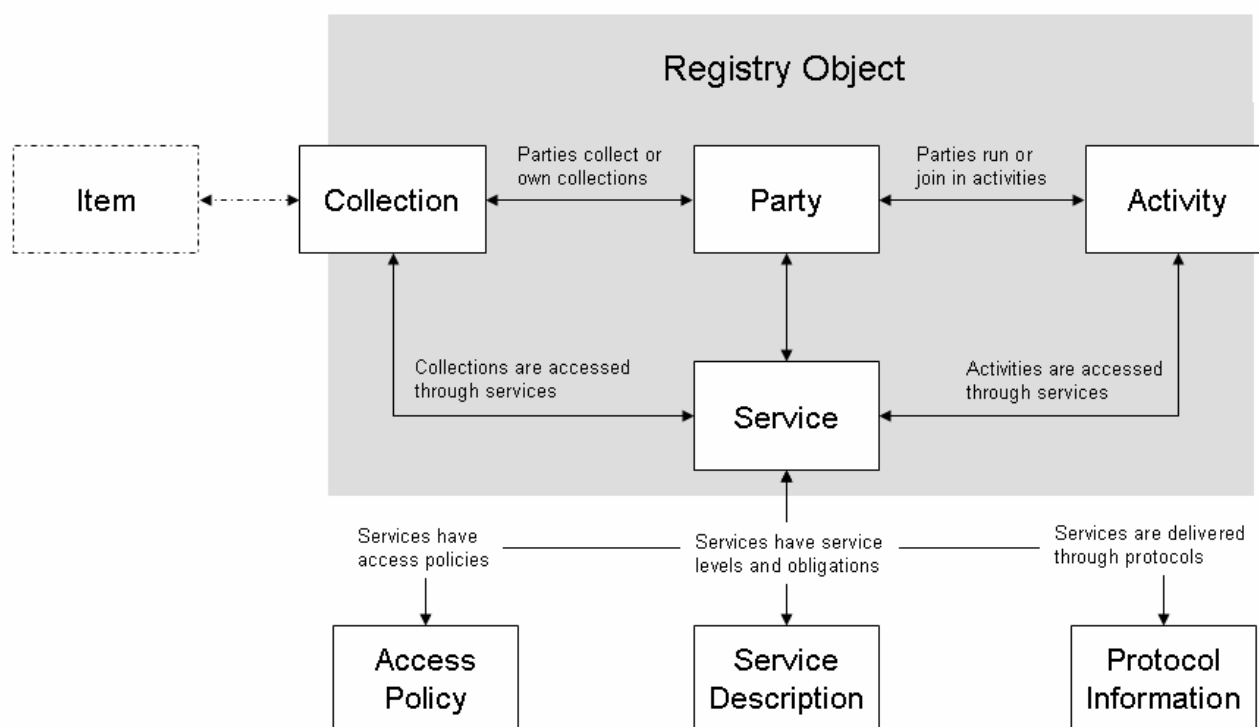 Registry Object
Parties collect or
own collections
Parties run or
join in activities
Item
Collection
Party
Activity
Collections are accessed
through services
Activities are accessed
through services
Service
Services have
access policies
Services have service
levels and obligations
Services are delivered
through protocols
Access
Policy
Service
Description
Protocol
Information